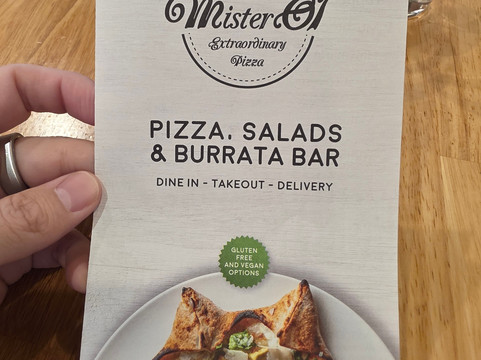 Mister O1
Extraordinary
Pizza
PIZZA, SALADS
& BURRATA BAR
DINE IN - TAKEOUT - DELIVERY
GLUTEN
FREE
AND VEGAN
OPTIONS